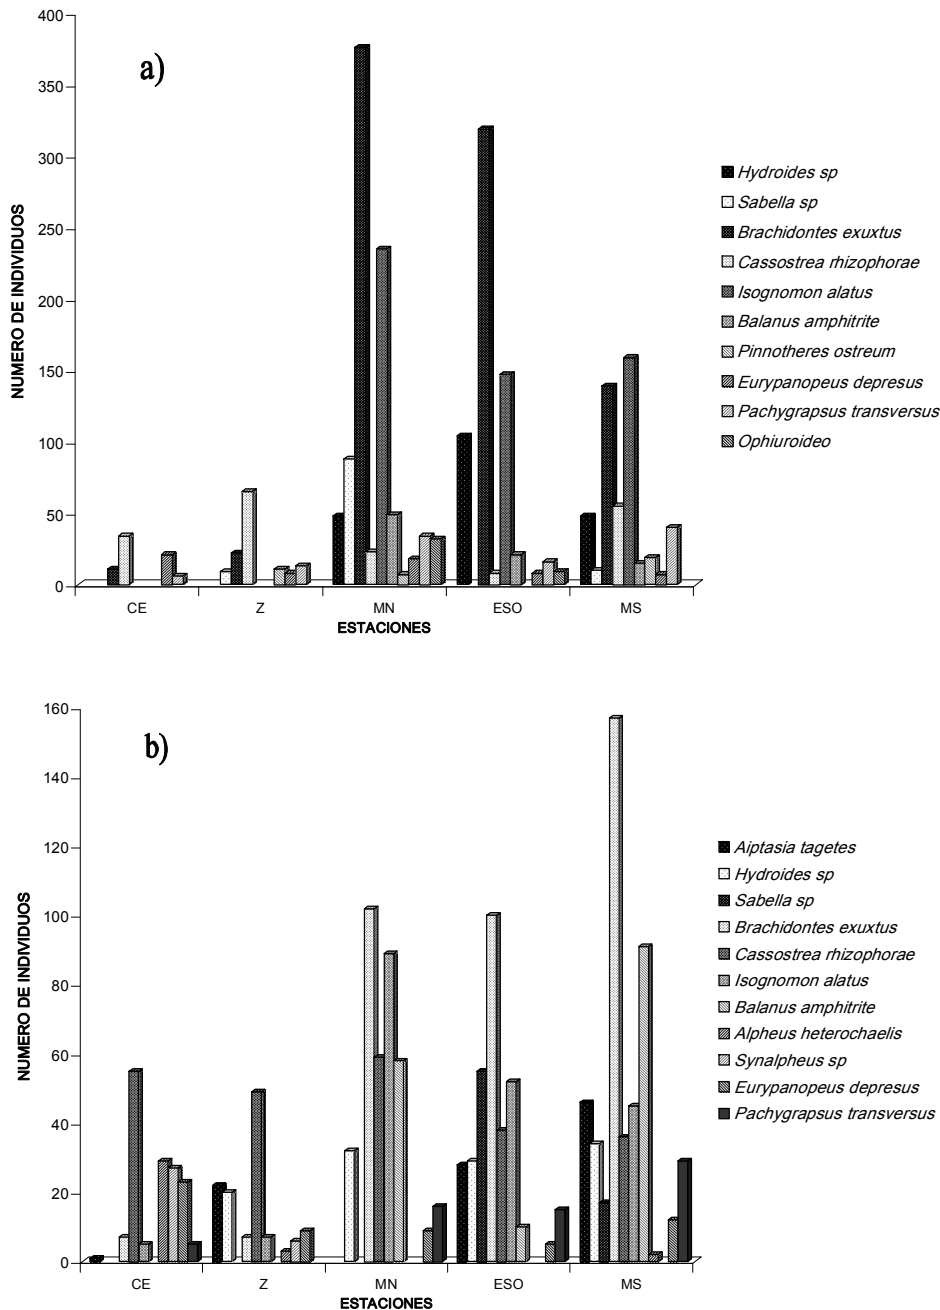 a)
NUMERO DE INDIVIDUOS
400
350
300
250
200
150
100
50
0
CE Z MN ESO MS
ESTACIONES
Hydroides sp
Sabella sp
Brachidontes exuxtus
Cassostrea rhizophorae
Isognomon alatus
Balanus amphitrite
Pinnotheres ostreum
Eurypanopeus depresus
Pachygrapsus transversus
Ophiuroideo
b)
NUMERO DE INDIVIDUOS
160
140
120
100
80
60
40
20
0
CE Z MN ESO MS
ESTACIONES
Aiptasia tagetes
Hydroides sp
Sabella sp
Brachidontes exuxtus
Cassostrea rhizophorae
Isognomon alatus
Balanus amphitrite
Alpheus heterochaelis
Synalpheus sp
Eurypanopeus depresus
Pachygrapsus transversus